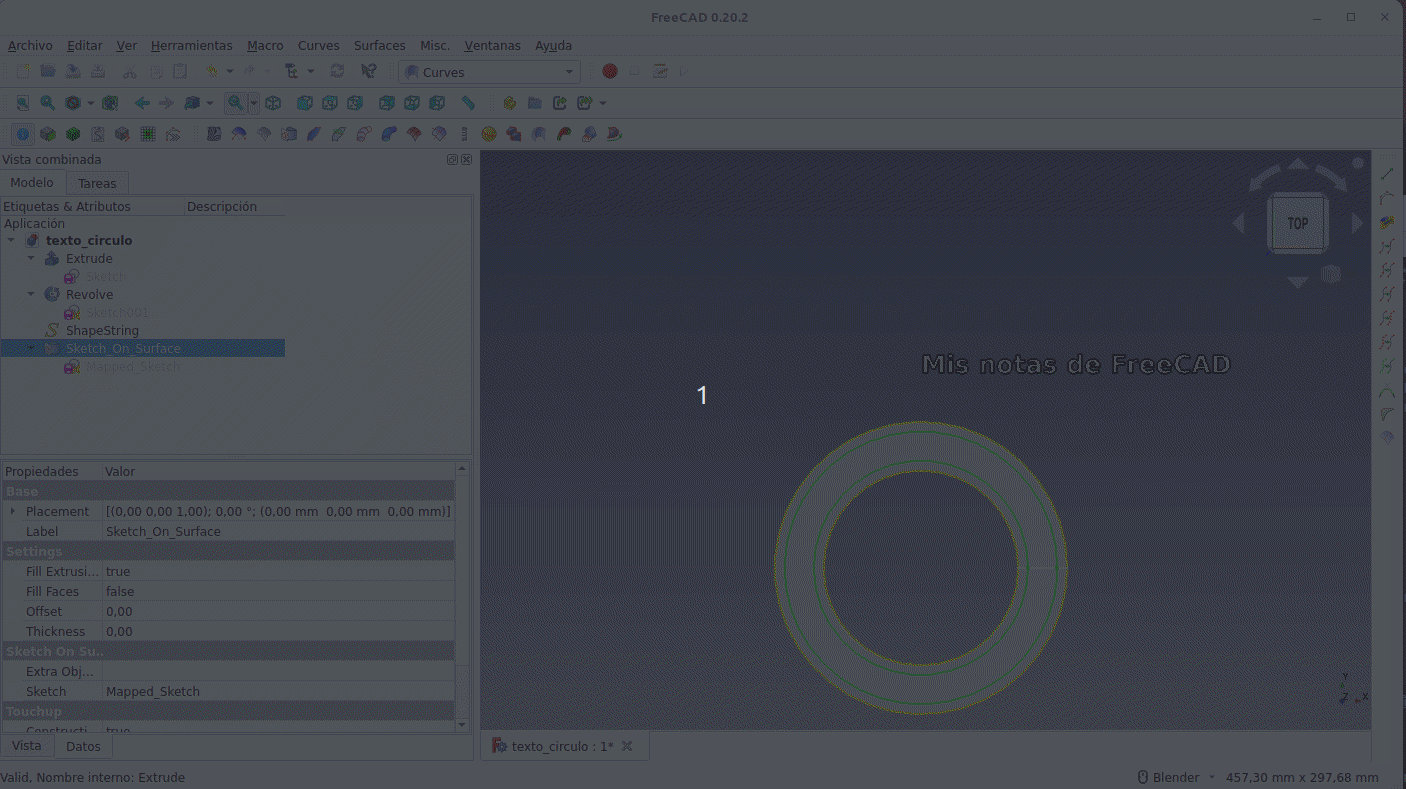 FreeCAD 0.20.2
Archivo Editar Ver Herramientas Macro Curves Surfaces Misc. Ventanas Ayuda
Curves
Vista combinada
Modelo Tareas
Etiquetas & Atributos Descripción
Aplicación
texto_circulo
Extrude
Sketch
Revolve
Sketch001
ShapeString
Sketch_On_Surface
Mapped_Sketch
TOP
Mis notas de FreeCAD
1
Propiedades Valor
Base
Placement [(0,00 0,00 1,00); 0,00 °; (0,00 mm 0,00 mm 0,00 mm)]
Label Sketch_On_Surface
Settings
Fill Extrusi... true
Fill Faces false
Offset 0,00
Thickness 0,00
Sketch On Su..
Extra Obj...
Sketch Mapped_Sketch
Touchup
Constructi... true
Y
Z X
Vista Datos
texto_circulo : 1*
Valid, Nombre interno: Extrude
Blender 457,30 mm x 297,68 mm